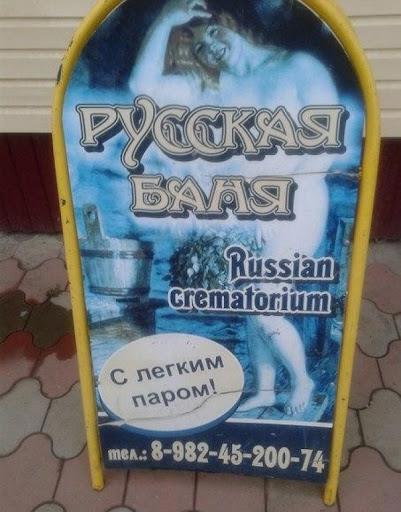 РУССКАЯ
БАНЯ
Russian
crematorium
С легким
паром!
тел.: 8-982-45-200-74